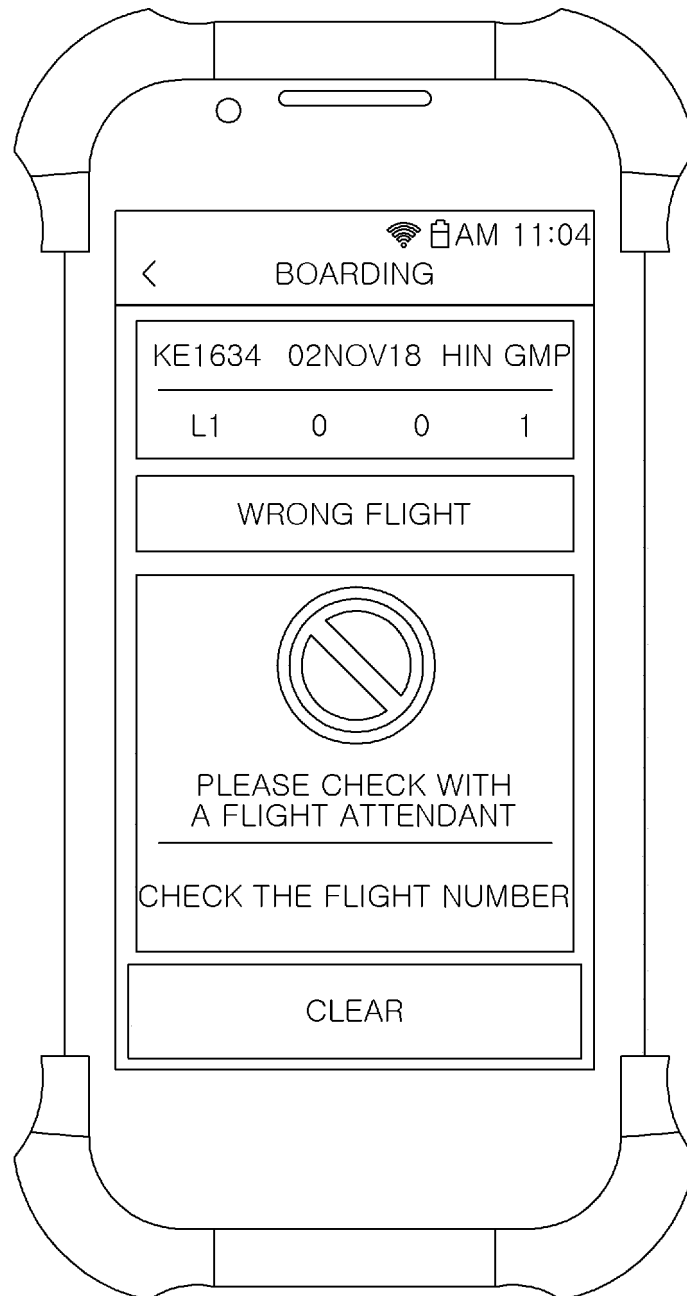 AM 11:04
<
BOARDING
KE1634 02NOV18 HIN GMP
L1 0 0 1
WRONG FLIGHT
PLEASE CHECK WITH
A FLIGHT ATTENDANT
CHECK THE FLIGHT NUMBER
CLEAR